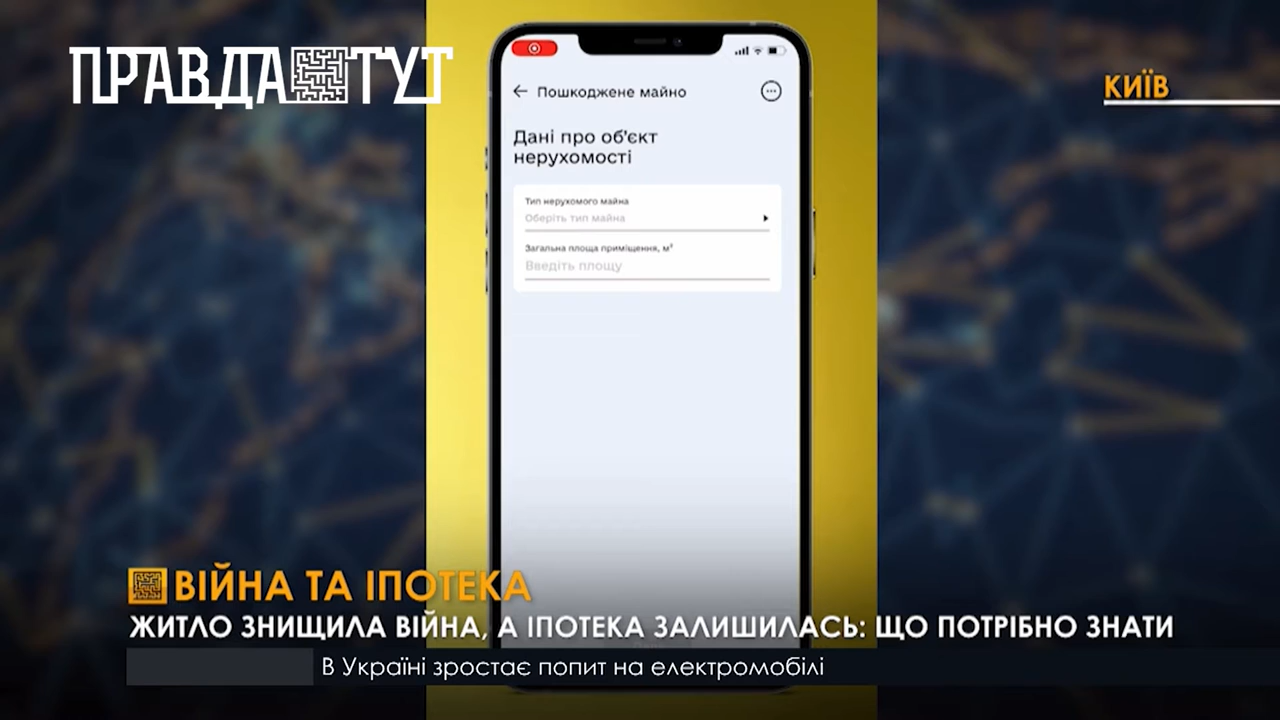 ПРАВДА ТУТ
КИЇВ
Пошкоджене майно
Дані про об'єкт
нерухомості
Тип нерухомого майна
Оберіть тип майна
Загальна площа приміщення, м²
Введіть площу
ВІЙНА ТА ІПОТЕКА
ЖИТЛО ЗНИЩИЛА ВІЙНА, А ІПОТЕКА ЗАЛИШИЛАСЬ: ЩО ПОТРІБНО ЗНАТИ
В Україні зростає попит на електромобілі